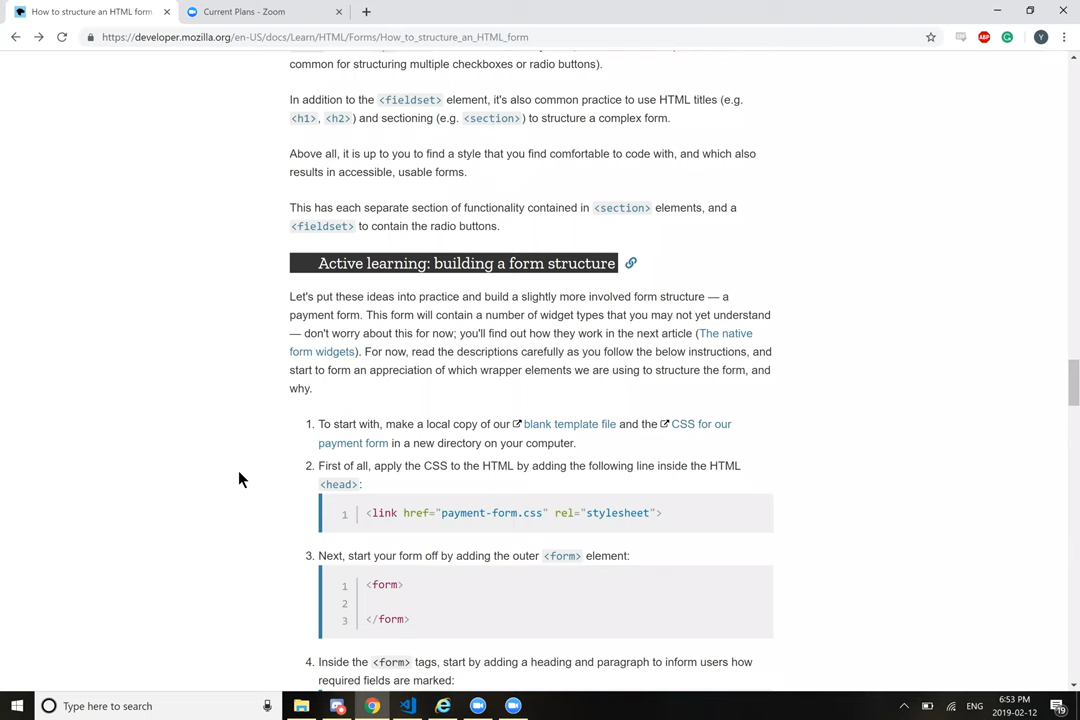 How to structure an HTML form
Current Plans - Zoom
https://developer.mozilla.org/en-US/docs/Learn/HTML/Forms/How_to_structure_an_HTML_form
ABP
G
Y
common for structuring multiple checkboxes or radio buttons).
In addition to the <fieldset> element, it's also common practice to use HTML titles (e.g.
<h1>, <h2>) and sectioning (e.g. <section>) to structure a complex form.
Above all, it is up to you to find a style that you find comfortable to code with, and which also
results in accessible, usable forms.
This has each separate section of functionality contained in <section> elements, and a
<fieldset> to contain the radio buttons.
Active learning: building a form structure
Let's put these ideas into practice and build a slightly more involved form structure — a
payment form. This form will contain a number of widget types that you may not yet understand
— don't worry about this for now; you'll find out how they work in the next article (The native
form widgets). For now, read the descriptions carefully as you follow the below instructions, and
start to form an appreciation of which wrapper elements we are using to structure the form, and
why.
1. To start with, make a local copy of our blank template file and the CSS for our
payment form in a new directory on your computer.
2. First of all, apply the CSS to the HTML by adding the following line inside the HTML
<head>:
1 <link href="payment-form.css" rel="stylesheet">
3. Next, start your form off by adding the outer <form> element:
1 <form>
2
3 </form>
4. Inside the <form> tags, start by adding a heading and paragraph to inform users how
required fields are marked:
Type here to search
ENG
6:53 PM
2019-02-12
19